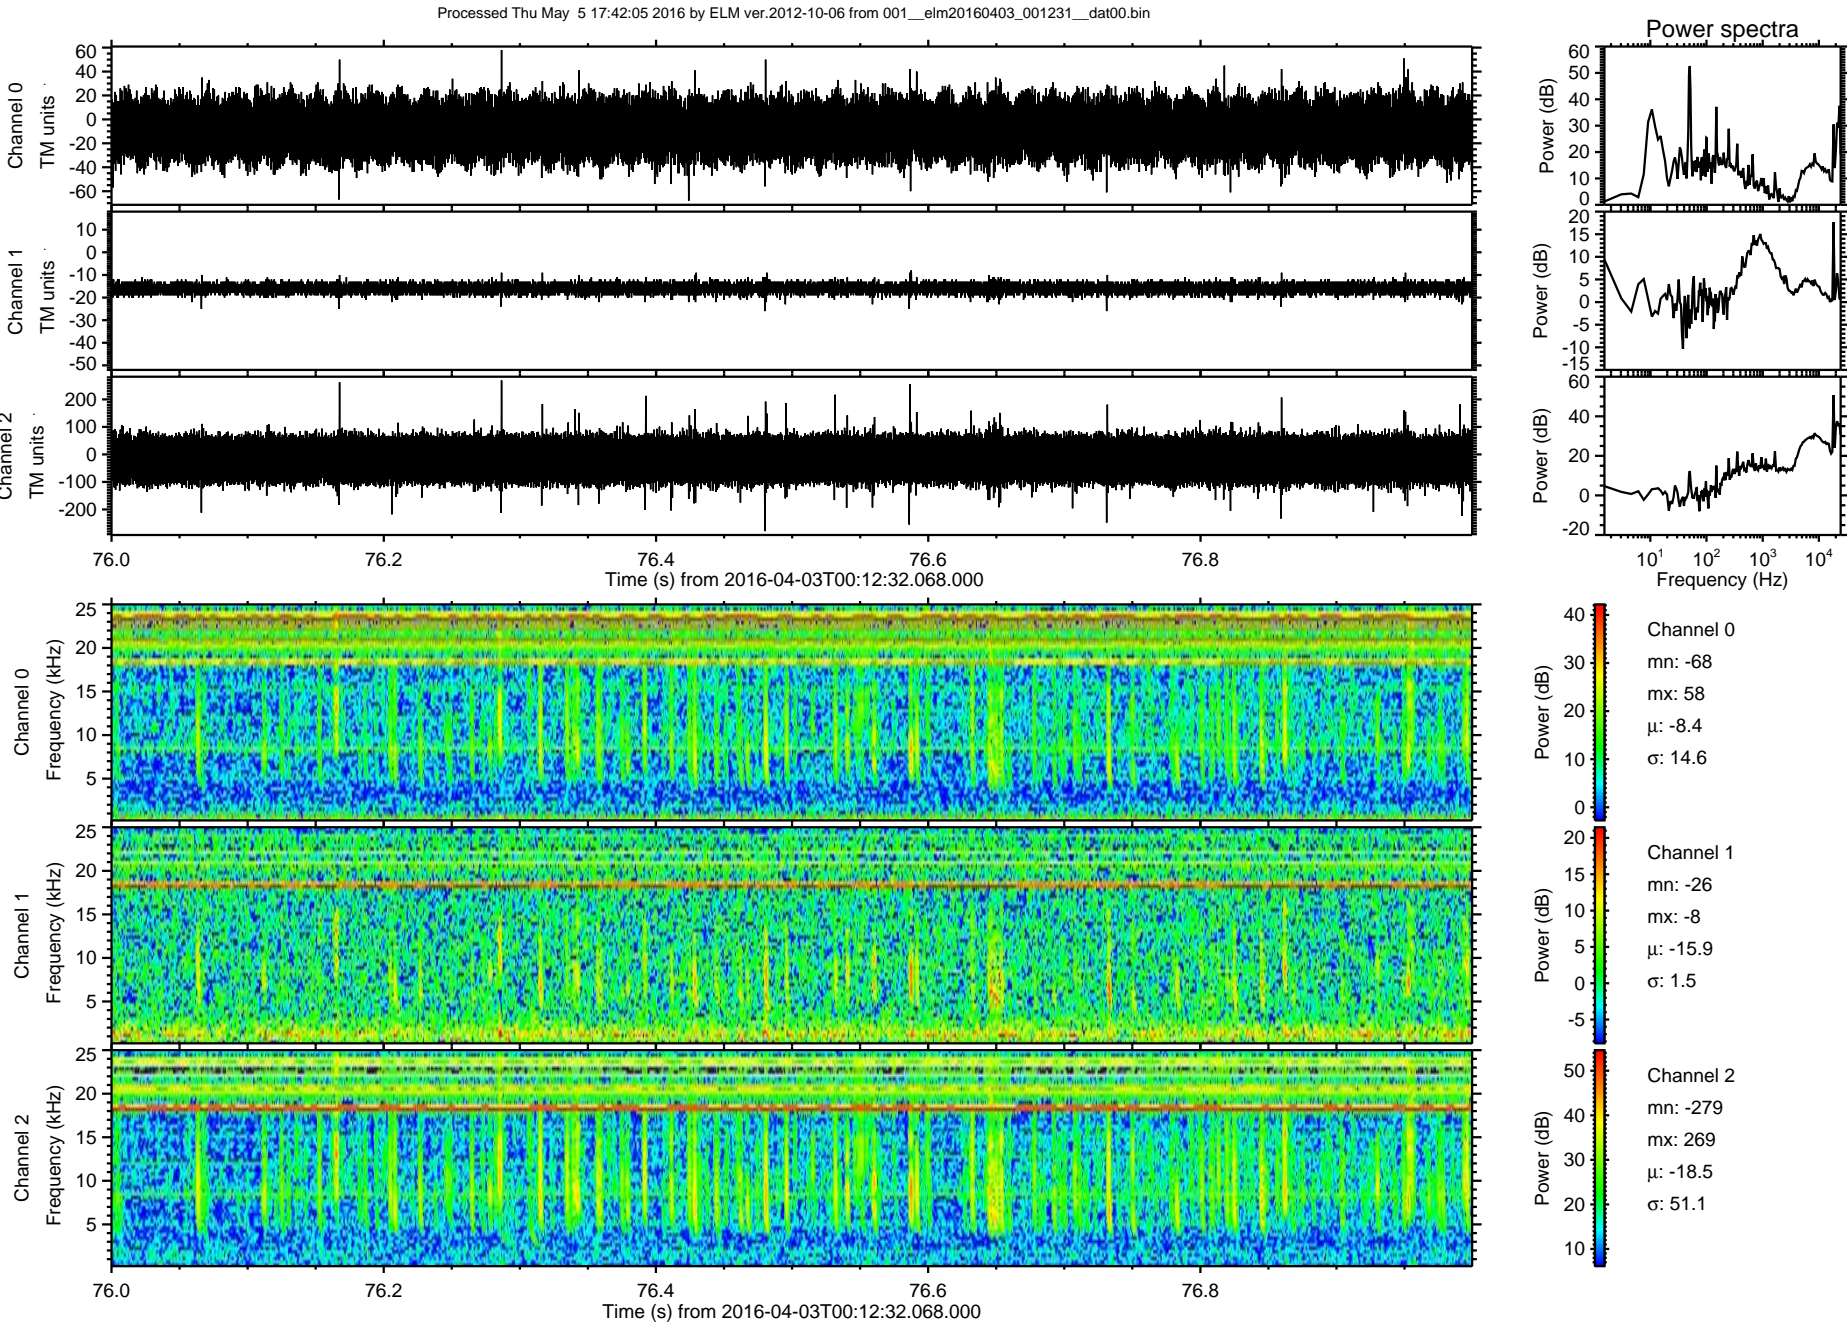 Processed Thu May  5 17:42:05 2016 by ELM ver.2012-10-06 from 001__elm20160403_001231__dat00.bin
Power spectra
Channel 0
TM units
60
40
20
0
-20
-40
-60
Power (dB)
60
50
40
30
20
10
0
Channel 1
TM units
10
0
-10
-20
-30
-40
-50
Power (dB)
20
15
10
5
0
-5
-10
-15
Channel 2
TM units
200
100
0
-100
-200
Power (dB)
60
40
20
0
-20
76.0 76.2 76.4 76.6 76.8
Time (s) from 2016-04-03T00:12:32.068.000
10^1 10^2 10^3 10^4
Frequency (Hz)
Channel 0
Frequency (kHz)
25
20
15
10
5
Power (dB)
40
30
20
10
0
Channel 0
mn: -68
mx: 58
μ: -8.4
σ: 14.6
Channel 1
Frequency (kHz)
25
20
15
10
5
Power (dB)
20
15
10
5
0
-5
Channel 1
mn: -26
mx: -8
μ: -15.9
σ: 1.5
Channel 2
Frequency (kHz)
25
20
15
10
5
Power (dB)
50
40
30
20
10
Channel 2
mn: -279
mx: 269
μ: -18.5
σ: 51.1
76.0 76.2 76.4 76.6 76.8
Time (s) from 2016-04-03T00:12:32.068.000